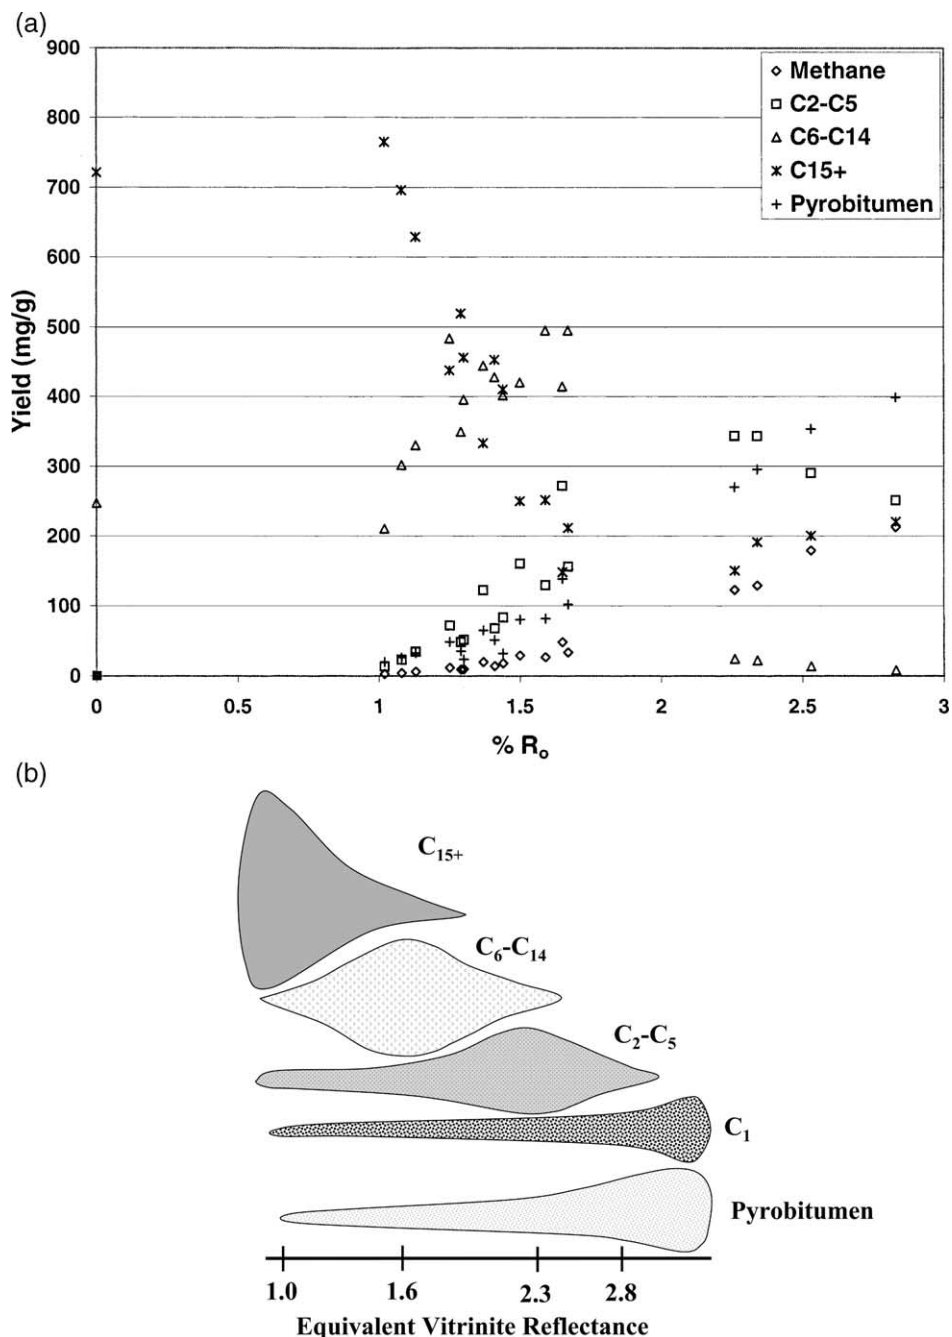 (a)
900
800
700
600
500
400
300
200
100
0
Yield (mg/g)
Methane
C2-C5
C6-C14
C15+
Pyrobitumen
0 0.5 1 1.5 2 2.5 3
% Ro
(b)
C15+
C6–C14
C2–C5
C1
Pyrobitumen
1.0 1.6 2.3 2.8
Equivalent Vitrinite Reflectance